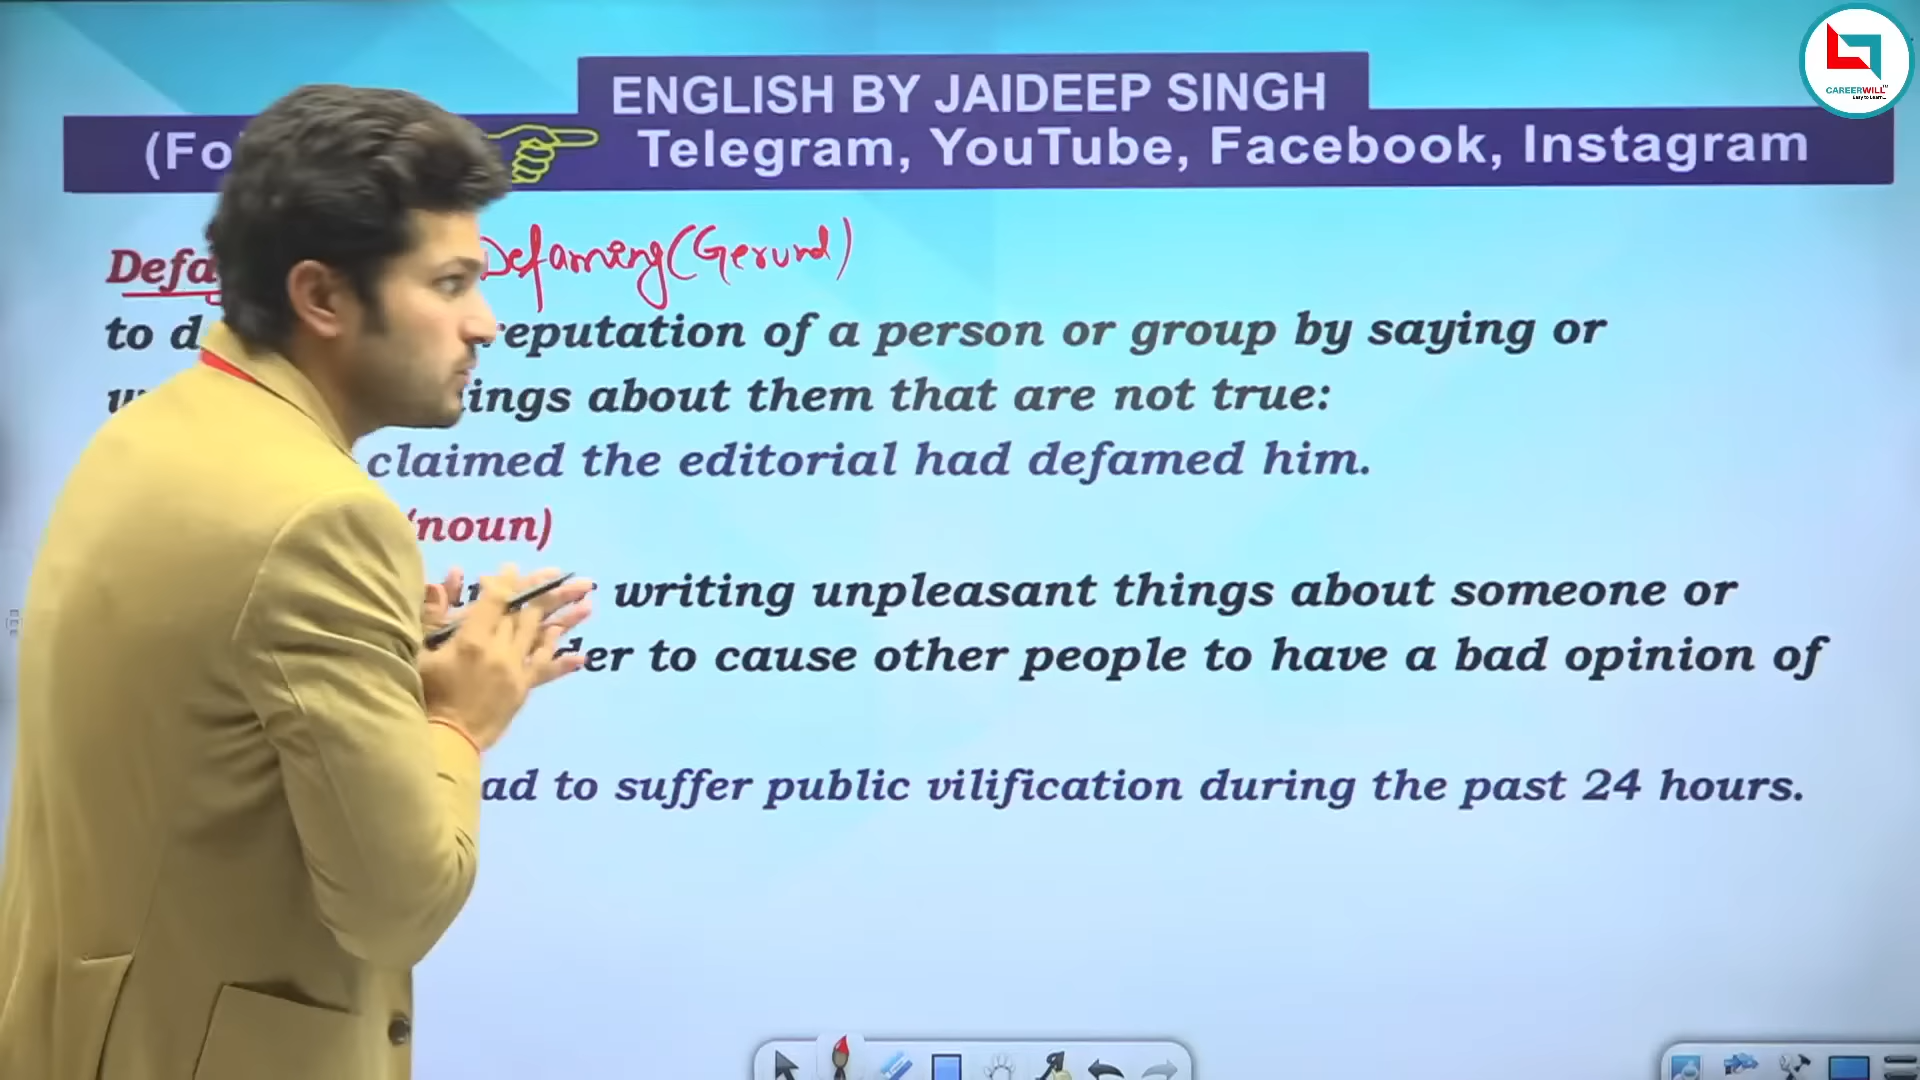 CAREERWILL
ENGLISH BY JAIDEEP SINGH
(Fo Telegram, YouTube, Facebook, Instagram
Defa Defaming (Gerund)
to d reputation of a person or group by saying or
ings about them that are not true:
claimed the editorial had defamed him.
(noun)
writing unpleasant things about someone or
der to cause other people to have a bad opinion of
ad to suffer public vilification during the past 24 hours.